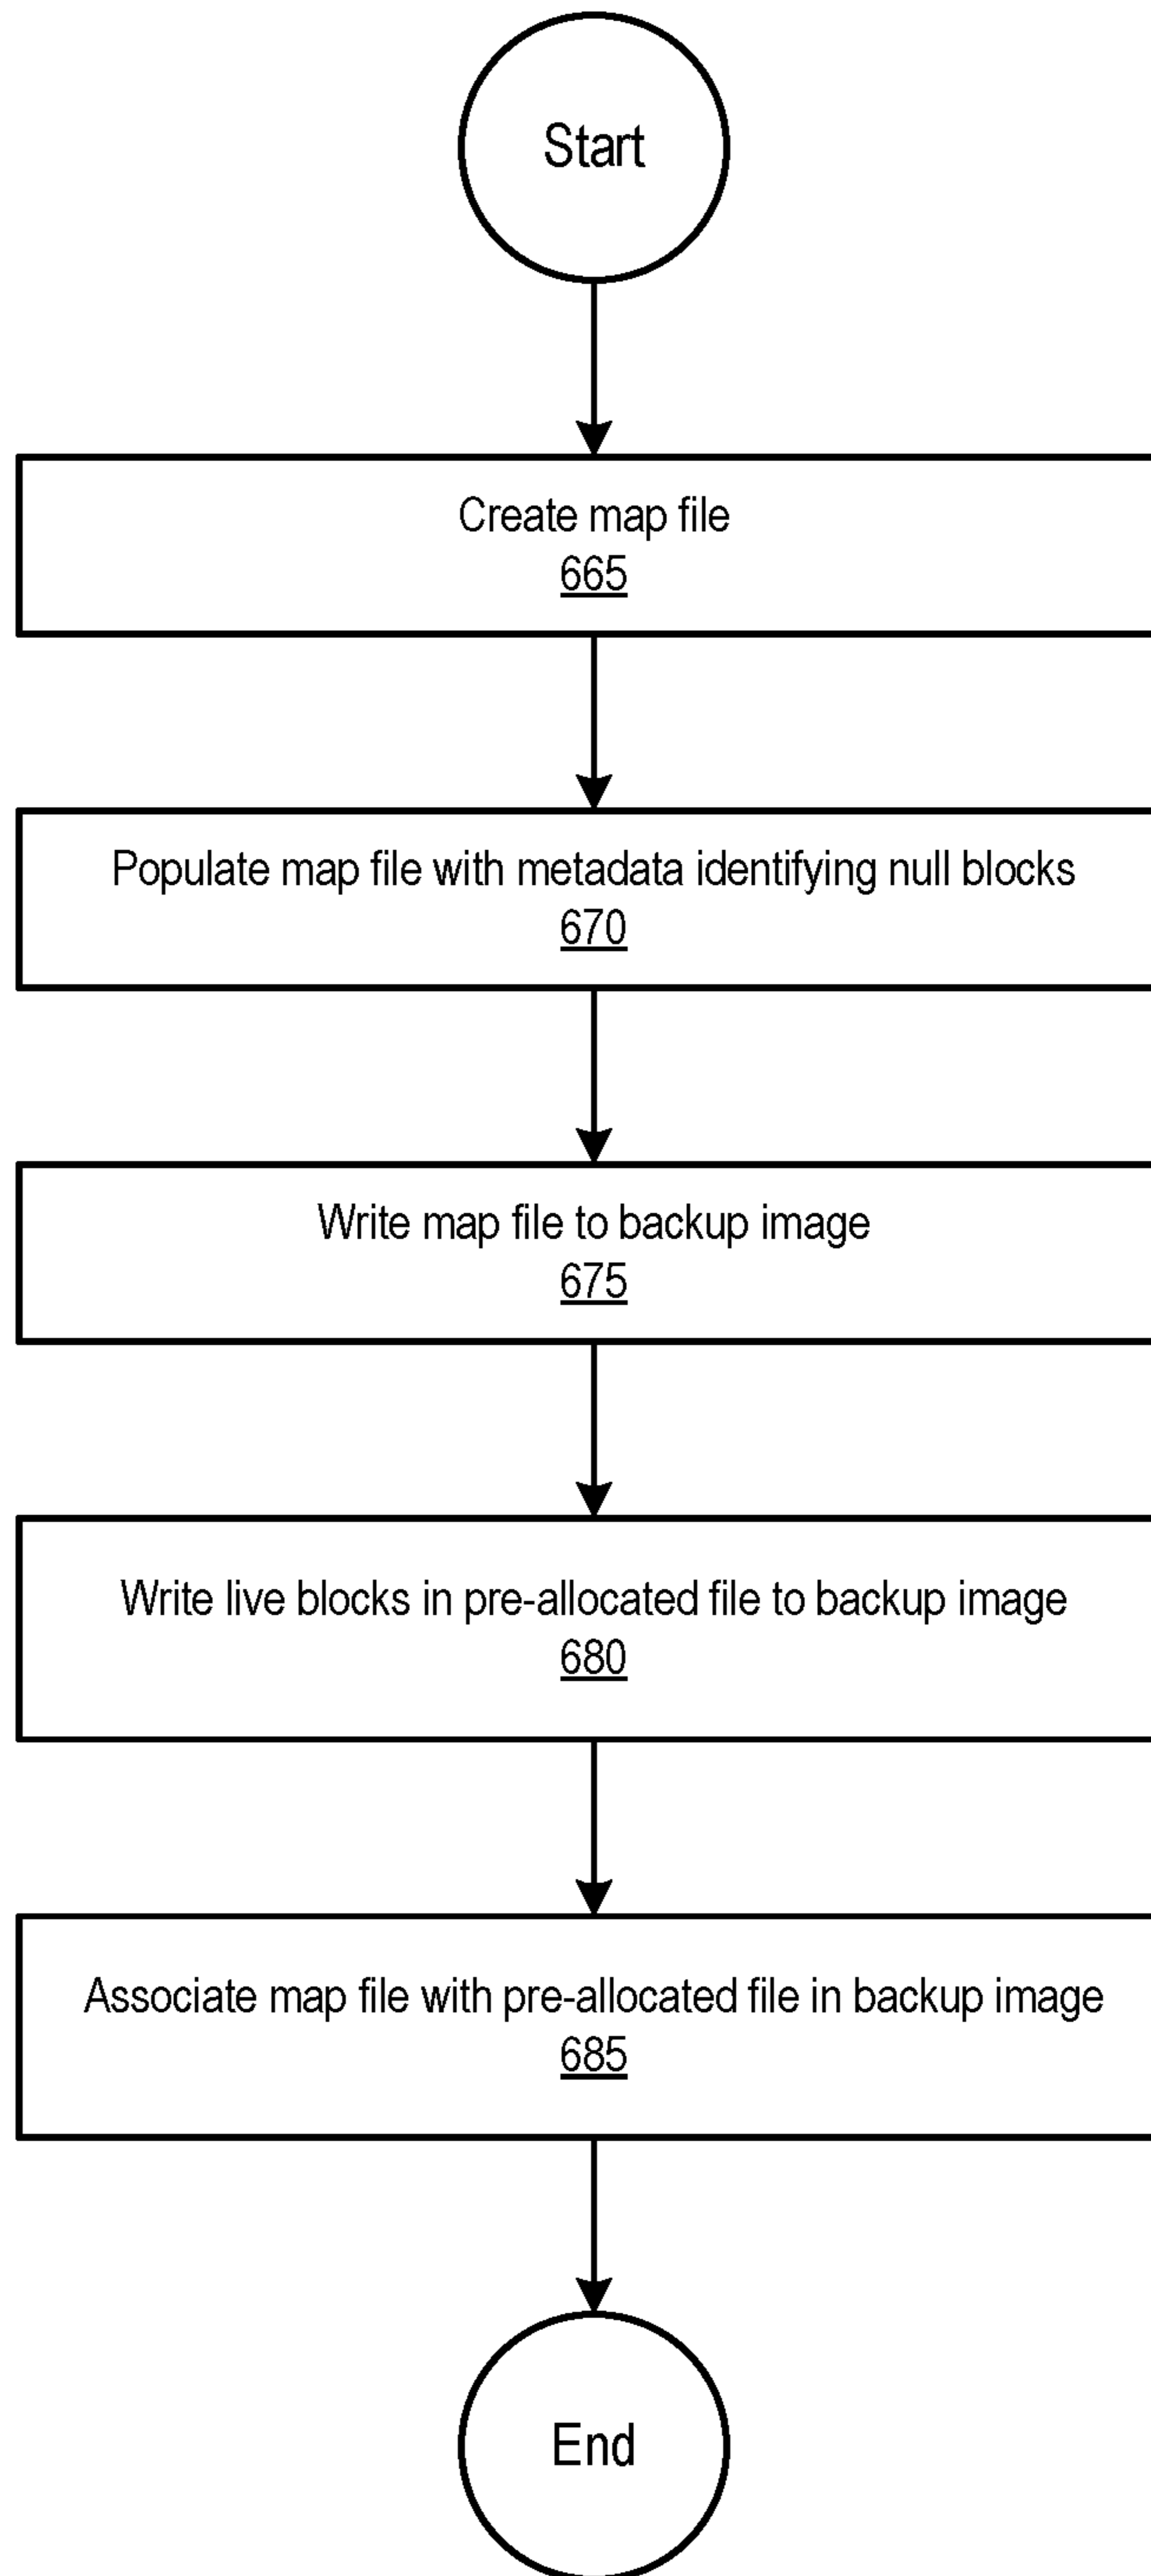 Start
Create map file
665
Populate map file with metadata identifying null blocks
670
Write map file to backup image
675
Write live blocks in pre-allocated file to backup image
680
Associate map file with pre-allocated file in backup image
685
End